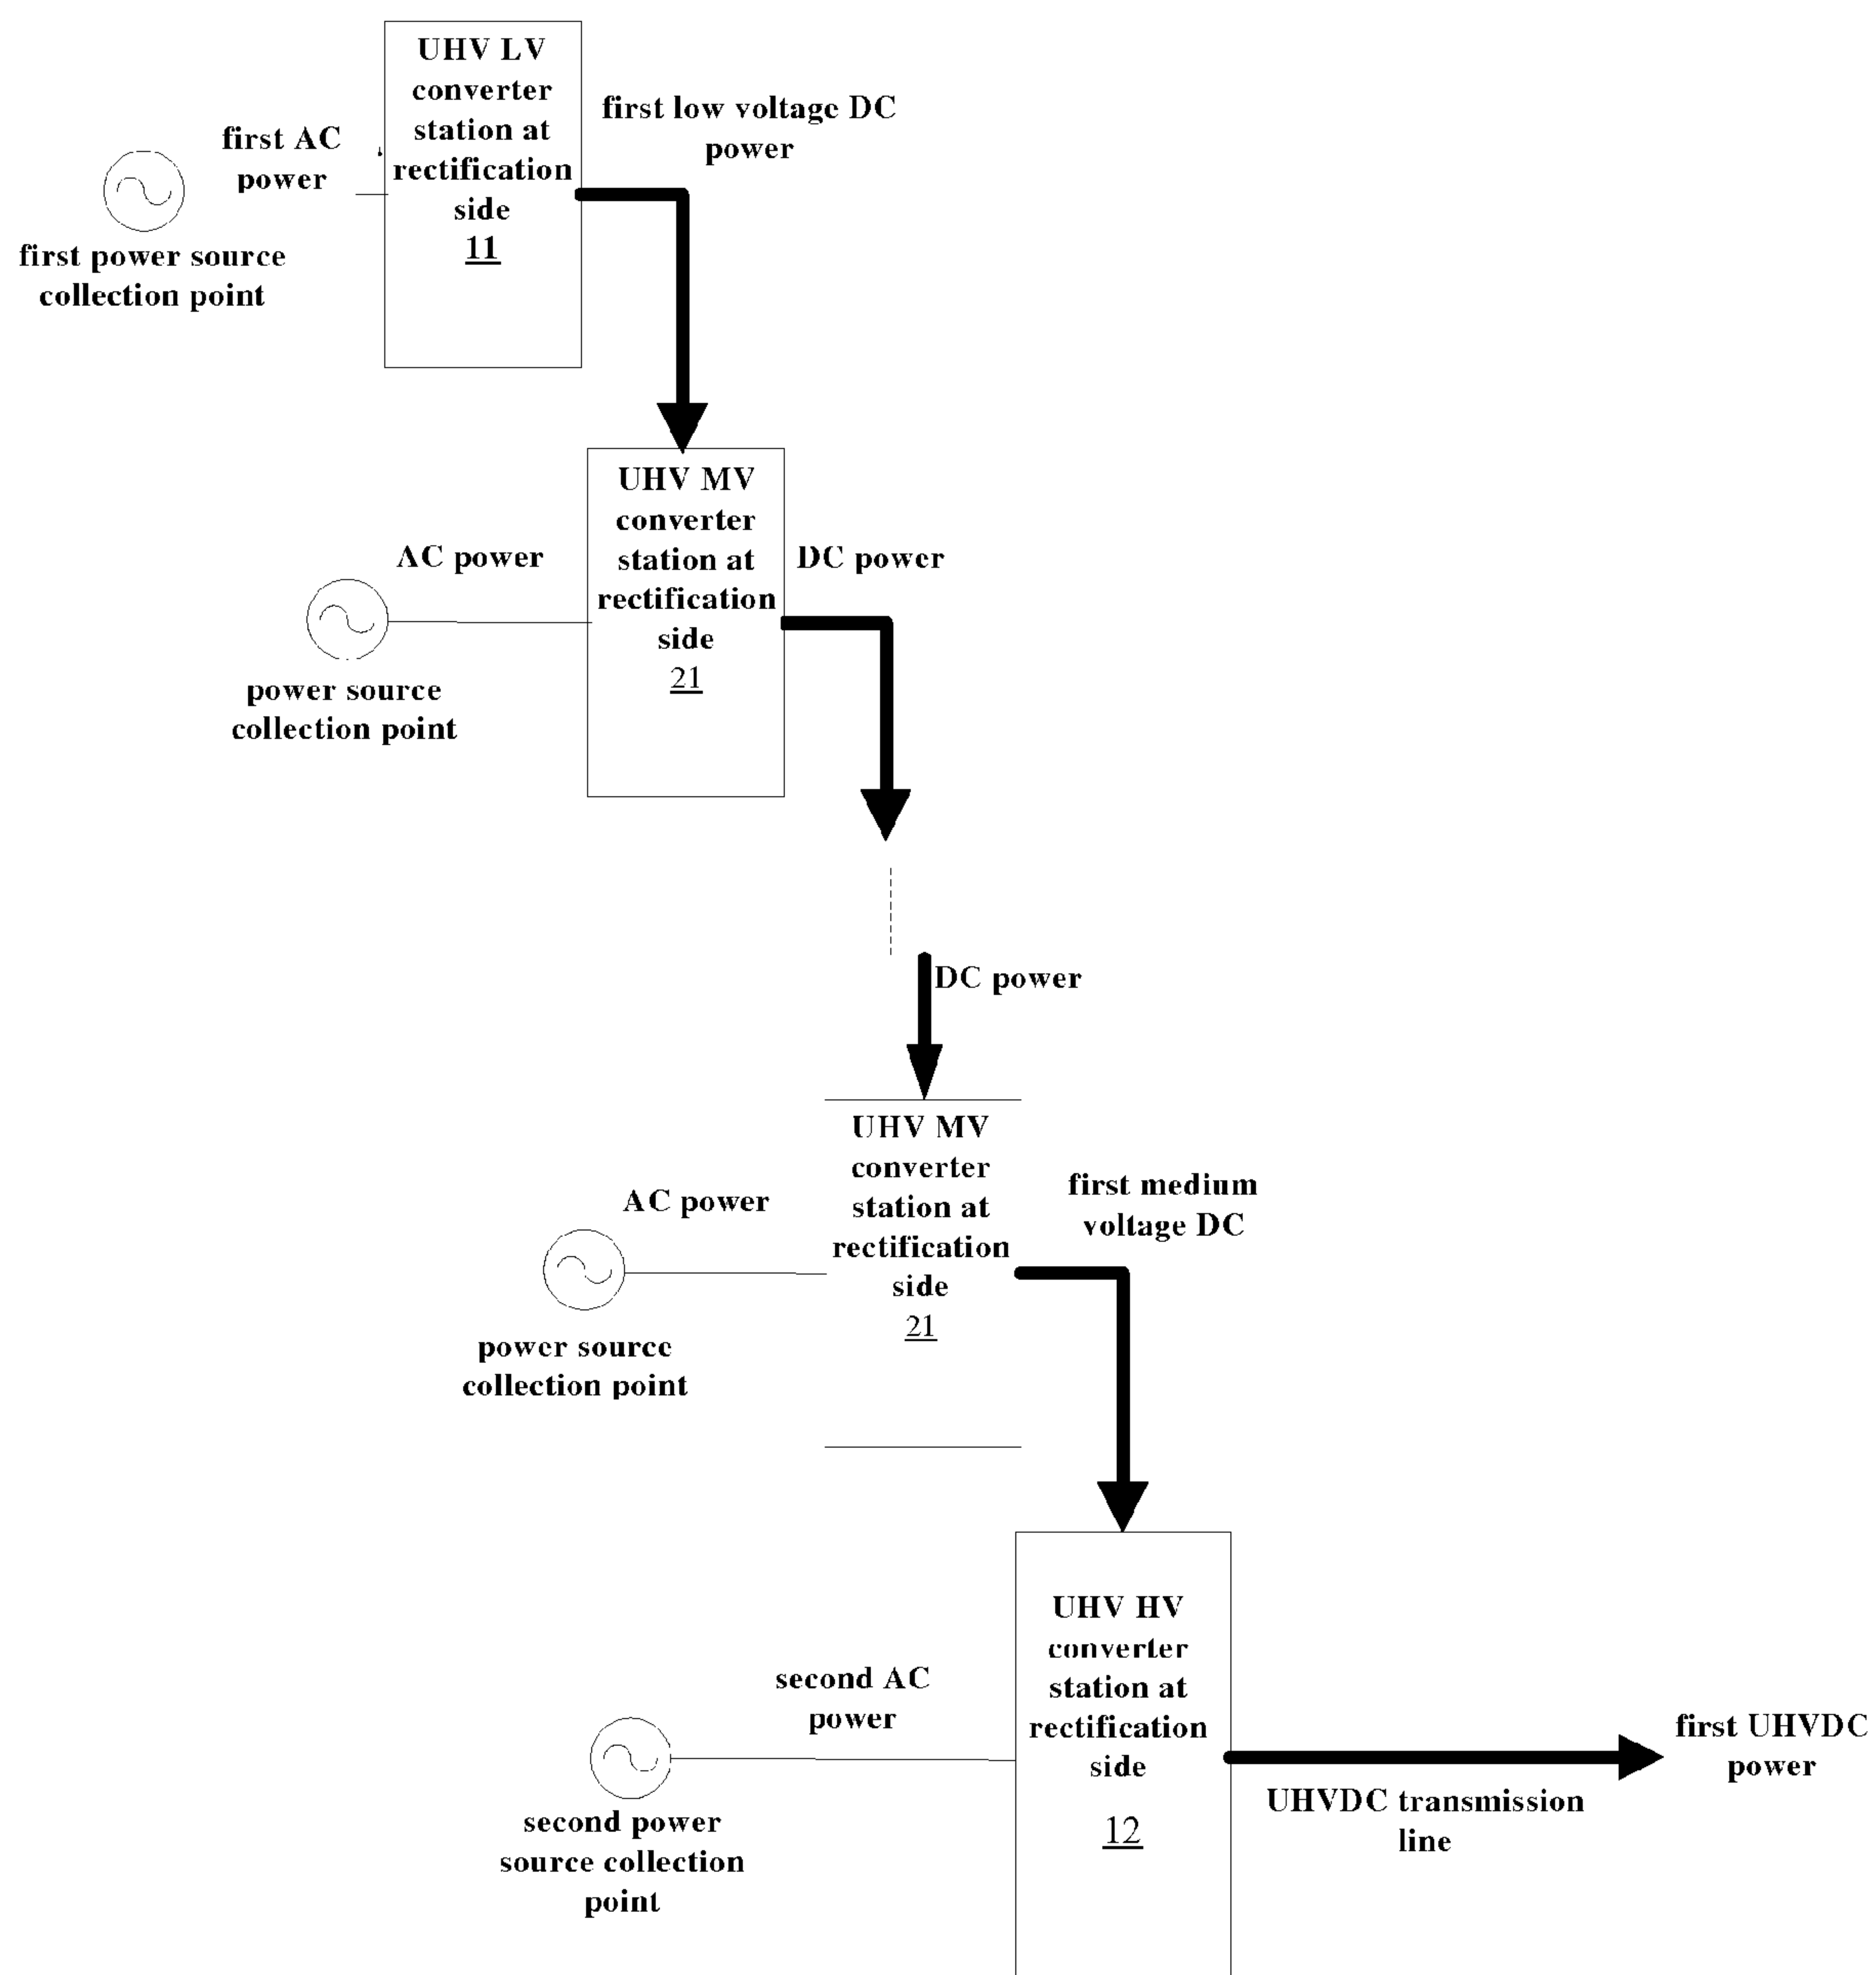 UHV LV
converter
station at
rectification
side
11
first low voltage DC
power
first AC
power
first power source
collection point
UHV MV
converter
station at
rectification
side
21
AC power
DC power
power source
collection point
DC power
UHV MV
converter
station at
rectification
side
21
AC power
first medium
voltage DC
power source
collection point
UHV HV
converter
station at
rectification
side
12
second AC
power
second power
source collection
point
first UHVDC
power
UHVDC transmission
line